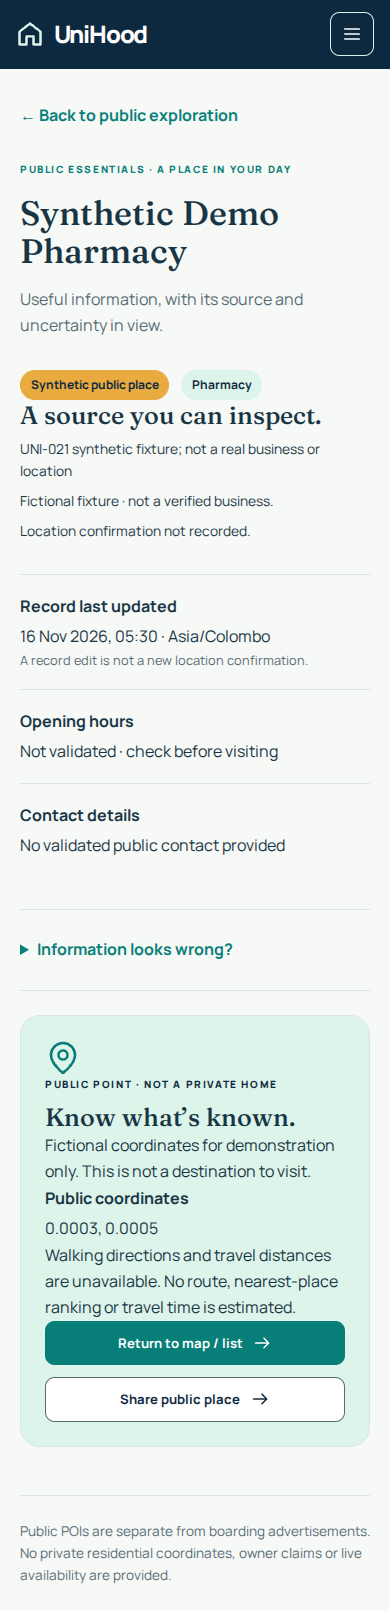 UniHood
← Back to public exploration
PUBLIC ESSENTIALS · A PLACE IN YOUR DAY
Synthetic Demo
Pharmacy
Useful information, with its source and
uncertainty in view.
Synthetic public place Pharmacy
A source you can inspect.
UNI-021 synthetic fixture; not a real business or
location
Fictional fixture · not a verified business.
Location confirmation not recorded.
Record last updated
16 Nov 2026, 05:30 · Asia/Colombo
A record edit is not a new location confirmation.
Opening hours
Not validated · check before visiting
Contact details
No validated public contact provided
▶ Information looks wrong?
PUBLIC POINT · NOT A PRIVATE HOME
Know what’s known.
Fictional coordinates for demonstration
only. This is not a destination to visit.
Public coordinates
0.0003, 0.0005
Walking directions and travel distances
are unavailable. No route, nearest-place
ranking or travel time is estimated.
Return to map / list →
Share public place →
Public POIs are separate from boarding advertisements.
No private residential coordinates, owner claims or live
availability are provided.